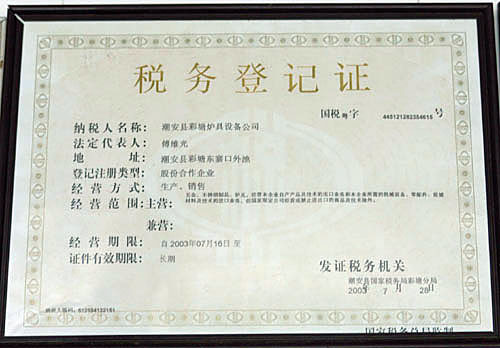 税务登记证
国税 粤字 445121282354615 号
纳税人名称： 潮安县彩塘炉具设备公司
法定代表人： 傅维光
地 址： 潮安县彩塘东寨口外池
登记注册类型： 股份合作企业
经营方式： 生产、销售
经营范围：主营：
兼营：
经营期限： 自 2003年07月16日 至
证件有效期限： 长期
发证税务机关
潮安县国家税务局彩塘分局
2003 7 月 28日
国家税务总局监制